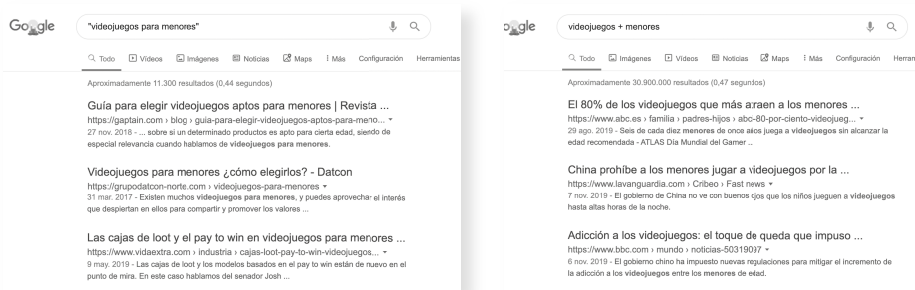 Google
"videojuegos para menores"
Todo Vídeos Imágenes Noticias Maps Más Configuración Herramientas
Aproximadamente 11.300 resultados (0,44 segundos)
Guía para elegir videojuegos aptos para menores | Revista ...
https://gaptain.com › blog › guia-para-elegir-videojuegos-aptos-para-meno...
27 nov. 2018 - ... sobre si un determinado productos es apto para cierta edad, siendo de
especial relevancia cuando hablamos de videojuegos para menores.
Videojuegos para menores ¿cómo elegirlos? - Datcon
https://grupodatcon-norte.com › videojuegos-para-menores
31 mar. 2017 - Existen muchos videojuegos para menores, y puedes aprovechar el interés
que despiertan en ellos para compartir y promover los valores ...
Las cajas de loot y el pay to win en videojuegos para menores ...
https://www.vidaextra.com › industria › cajas-loot-pay-to-win-videojuegos...
9 may. 2019 - Las cajas de loot y los modelos basados en el pay to win están de nuevo en el
punto de mira. En este caso hablamos del senador Josh ...
ogle
videojuegos + menores
Todo Imágenes Vídeos Noticias Maps Más Configuración Herran
Aproximadamente 30.900.000 resultados (0,47 segundos)
El 80% de los videojuegos que más atraen a los menores ...
https://www.abc.es › familia › padres-hijos › abc-80-por-ciento-videojueg...
29 ago. 2019 - Seis de cada diez menores de once años juega a videojuegos sin alcanzar la
edad recomendada - ATLAS Día Mundial del Gamer ..
China prohíbe a los menores jugar a videojuegos por la ...
https://www.lavanguardia.com › Cribeo › Fast news
7 nov. 2019 - El gobierno de China no ve con buenos ojos que los niños jueguen a videojuegos
hasta altas horas de la noche.
Adicción a los videojuegos: el toque de queda que impuso ...
https://www.bbc.com › mundo › noticias-50319037
6 nov. 2019 - El gobierno chino ha impuesto nuevas regulaciones para mitigar el incremento de
la adicción a los videojuegos entre los menores de edad.